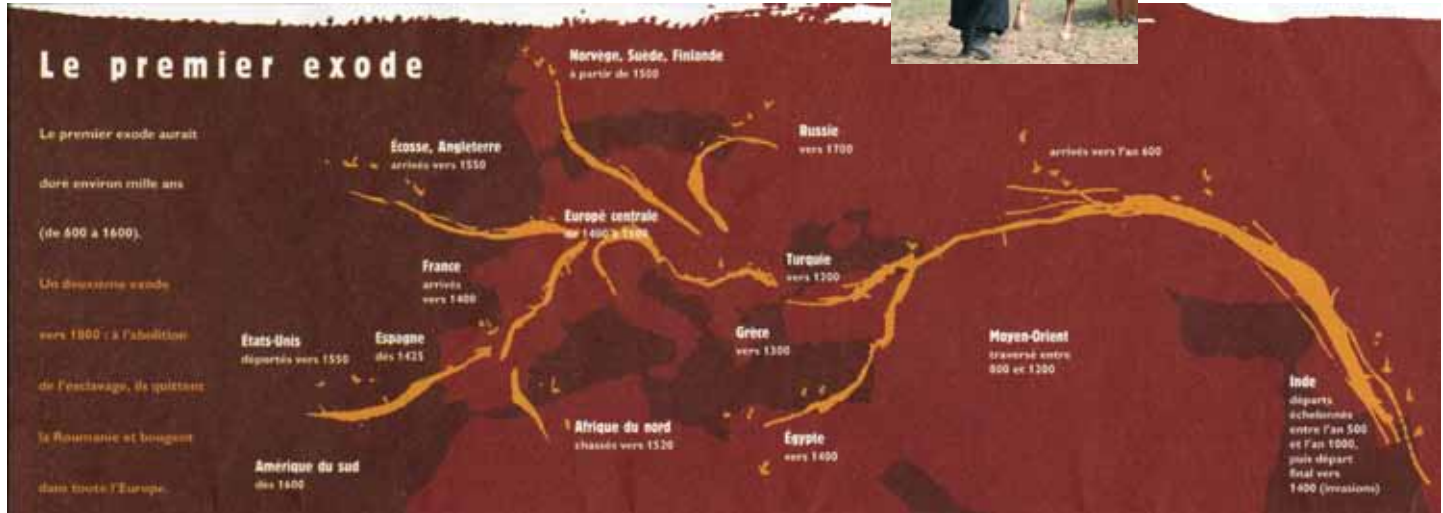 Le premier exode
Le premier exode aurait
duré environ mille ans
(de 600 à 1600).
Un deuxième exode
vers 1800 : à l'abolition
de l'esclavage, ils quittent
la Roumanie et bougent
dans toute l'Europe.
Norvège, Suède, Finlande
à partir de 1500
Écosse, Angleterre
arrivés vers 1550
Russie
vers 1700
arrivés vers l'an 600
Europe centrale
de 1400 à
France
arrivés
vers 1400
Turquie
vers 1200
États-Unis
déportés vers 1550
Espagne
dès 1425
Grèce
vers 1300
Moyen-Orient
traversé entre
800 et 1200
Inde
départs
échelonnés
entre l'an 500
et l'an 1000,
puis départ
final vers
1400 (invasions)
Afrique du nord
chassés vers 1520
Égypte
vers 1400
Amérique du sud
dès 1600